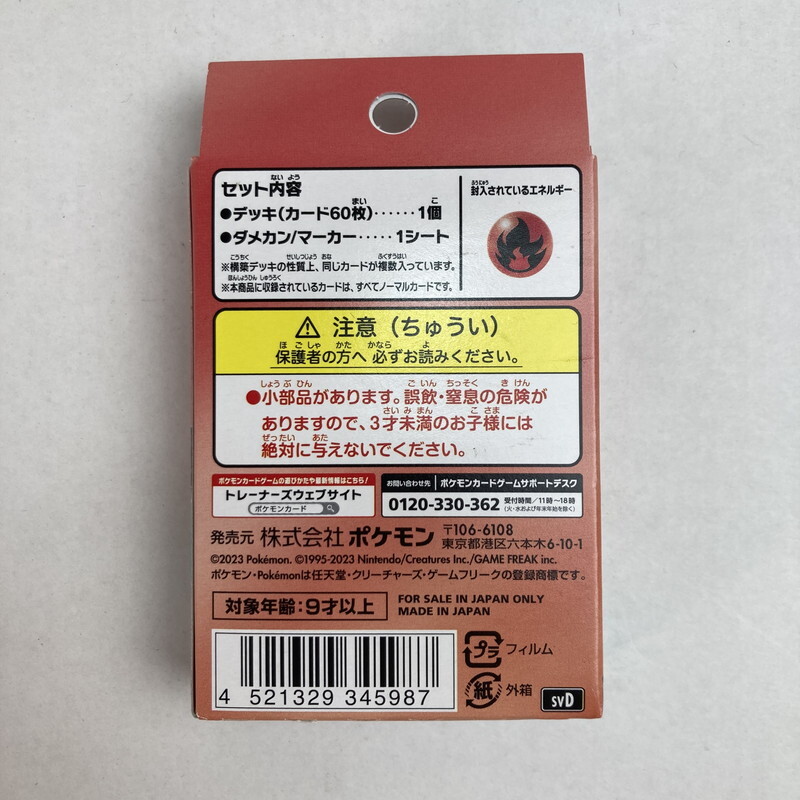 セット内容
●デッキ(カード60枚)······1個
●ダメカン/マーカー·····1シート
※構築デッキの性質上、同じカードが複数入っています。
※本商品に収録されているカードは、すべてノーマルカードです。
封入されているエネルギー
⚠ 注意(ちゅうい)
保護者の方へ 必ずお読みください。
●小部品があります。誤飲・窒息の危険が
ありますので、3才未満のお子様には
絶対に与えないでください。
ポケモンカードゲームの遊びかたや最新情報はこちら!
トレーナーズウェブサイト
ポケモンカード
お問い合わせ先 ポケモンカードゲームサポートデスク
0120-330-362 受付時間/11時〜18時
(火・水および年末年始を除く)
発売元 株式会社 ポケモン 〒106-6108
東京都港区六本木6-10-1
©2023 Pokémon. ©1995-2023 Nintendo/Creatures Inc./GAME FREAK inc.
ポケモン・Pokémonは任天堂・クリーチャーズ・ゲームフリークの登録商標です。
対象年齢:9才以上
FOR SALE IN JAPAN ONLY
MADE IN JAPAN
4 521329 345987
プラ フィルム
紙 外箱
svD